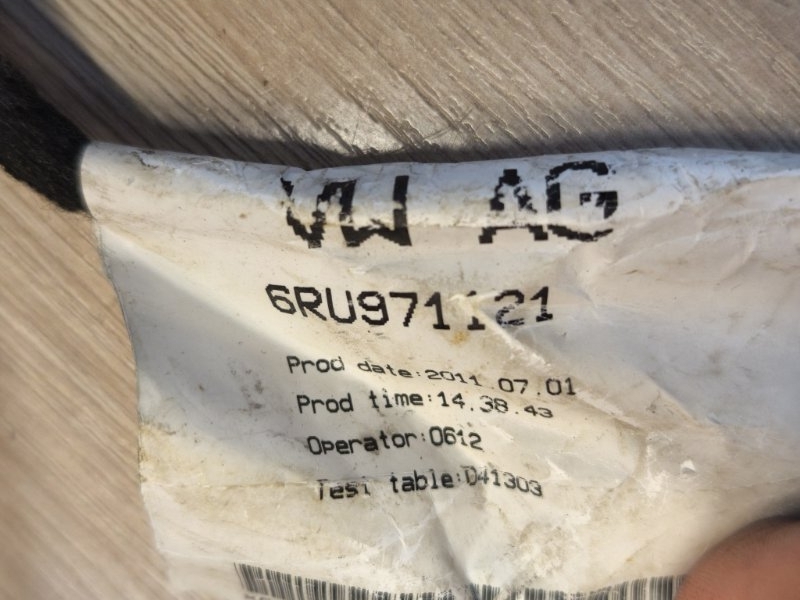 VW AG
6RU971121
Prod date:2011.07.01
Prod time:14.38.43
Operator:0612
Test table:D41303